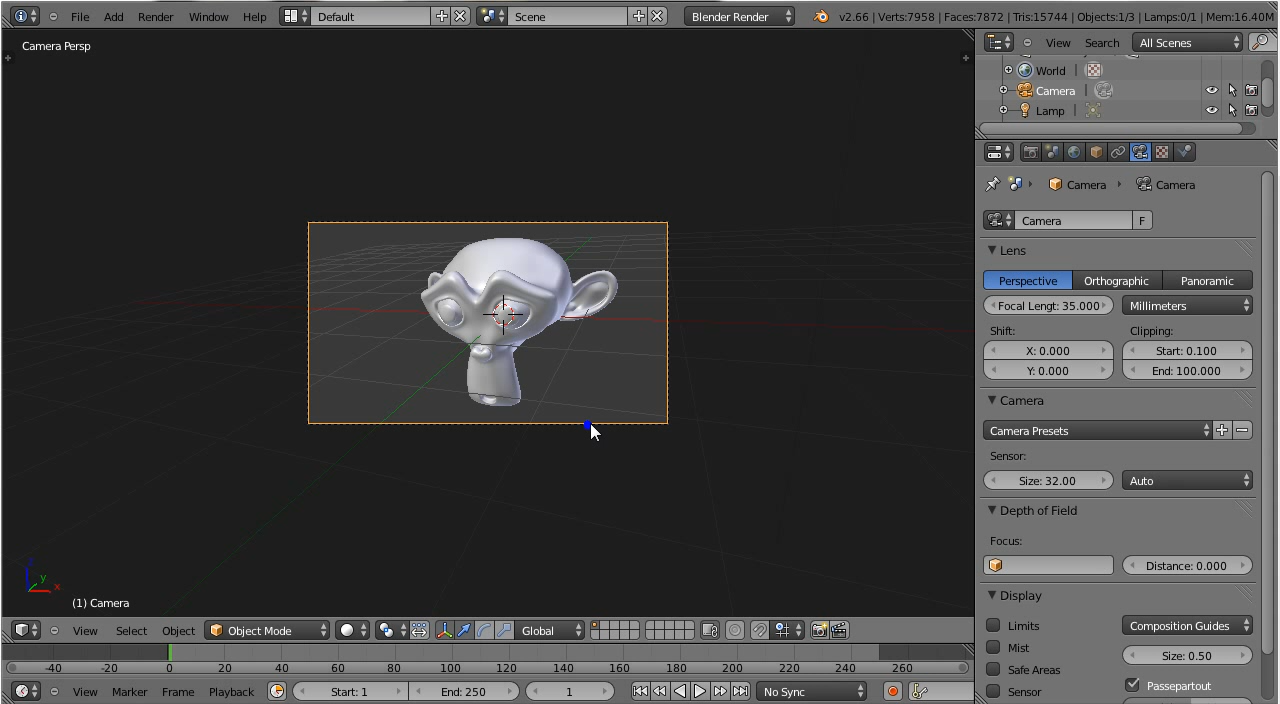 File Add Render Window Help Default Scene Blender Render v2.66 | Verts:7958 | Faces:7872 | Tris:15744 | Objects:1/3 | Lamps:0/1 | Mem:16.40M
Camera Persp
View Search All Scenes
World
Camera
Lamp
Camera Camera
Camera F
Lens
Perspective Orthographic Panoramic
Focal Lengt: 35.000 Millimeters
Shift: Clipping:
X: 0.000 Start: 0.100
Y: 0.000 End: 100.000
Camera
Camera Presets
Sensor:
Size: 32.00 Auto
Depth of Field
Focus:
Distance: 0.000
Display
Limits Composition Guides
Mist Size: 0.50
Safe Areas
Sensor Passepartout
z
y
x
(1) Camera
View Select Object Object Mode Global
-40 -20 0 20 40 60 80 100 120 140 160 180 200 220 240 260
View Marker Frame Playback Start: 1 End: 250 1 No Sync